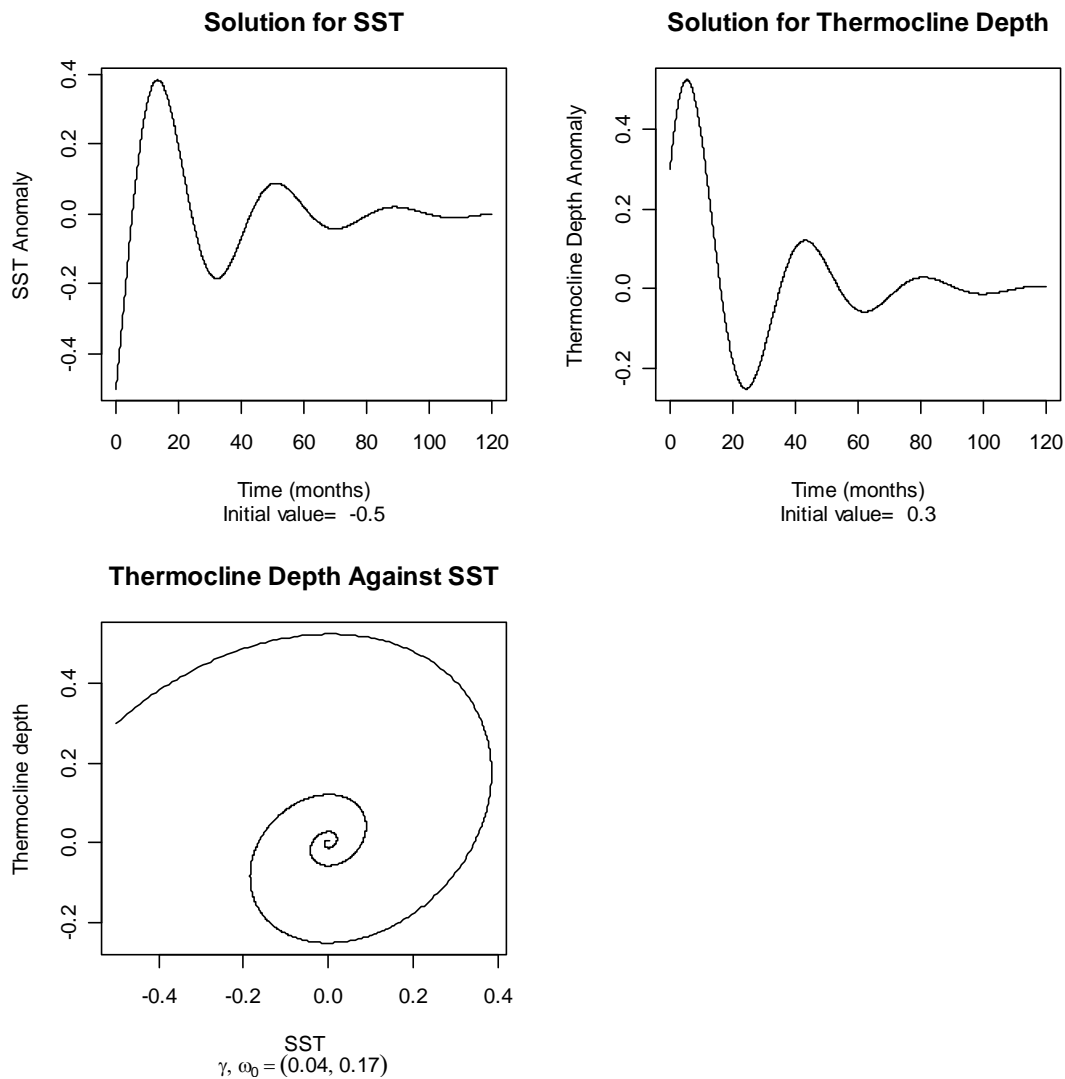 Solution for SST
SST Anomaly
0.4
0.2
0.0
-0.2
-0.4
0 20 40 60 80 100 120
Time (months)
Initial value= -0.5
Solution for Thermocline Depth
Thermocline Depth Anomaly
0.4
0.2
0.0
-0.2
0 20 40 60 80 100 120
Time (months)
Initial value= 0.3
Thermocline Depth Against SST
Thermocline depth
0.4
0.2
0.0
-0.2
-0.4 -0.2 0.0 0.2 0.4
SST
γ, ω₀ = (0.04, 0.17)